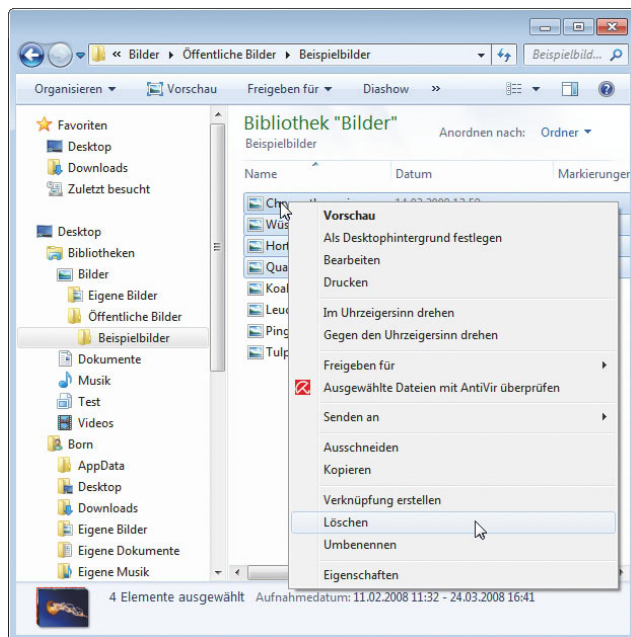 « Bilder Öffentliche Bilder Beispielbilder
Beispielbild...
Organisieren Vorschau Freigeben für Diashow »
Favoriten
Desktop
Downloads
Zuletzt besucht
Desktop
Bibliotheken
Bilder
Eigene Bilder
Öffentliche Bilder
Beispielbilder
Dokumente
Musik
Test
Videos
Born
AppData
Desktop
Downloads
Eigene Bilder
Eigene Dokumente
Eigene Musik
Bibliothek "Bilder"
Beispielbilder
Anordnen nach: Ordner
Name Datum Markierungen
Wüs
Hort
Qua
Koal
Leuc
Ping
Tulp
Vorschau
Als Desktophintergrund festlegen
Bearbeiten
Drucken
Im Uhrzeigersinn drehen
Gegen den Uhrzeigersinn drehen
Freigeben für
Ausgewählte Dateien mit AntiVir überprüfen
Senden an
Ausschneiden
Kopieren
Verknüpfung erstellen
Löschen
Umbenennen
Eigenschaften
4 Elemente ausgewählt Aufnahmedatum: 11.02.2008 11:32 - 24.03.2008 16:41